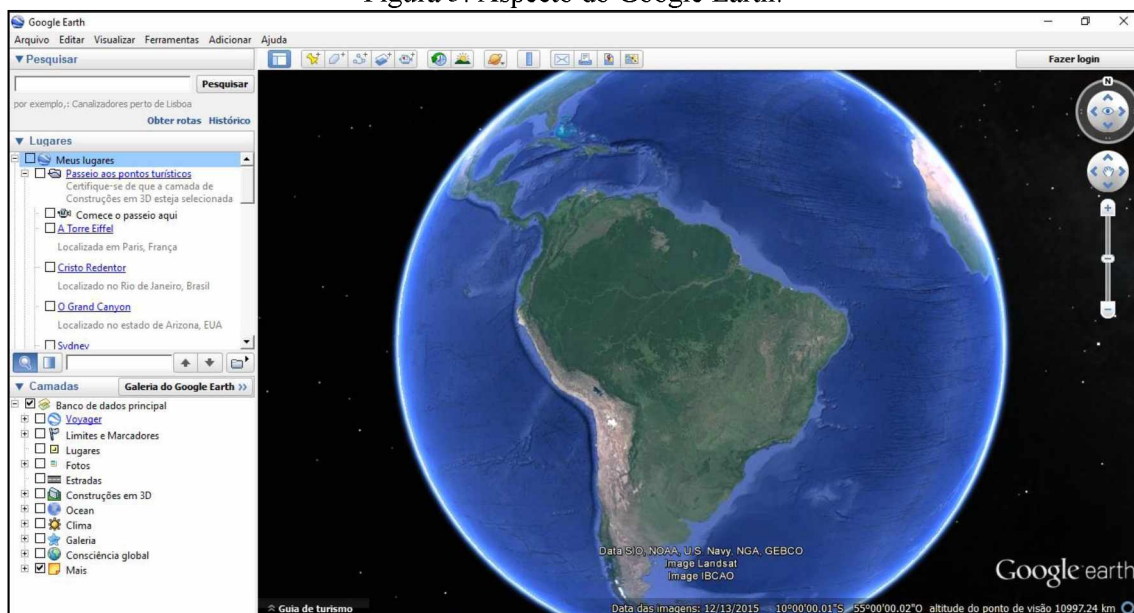 Figura 5: Aspecto do Google Earth.
Google Earth
Arquivo Editar Visualizar Ferramentas Adicionar Ajuda
Pesquisar
Pesquisar
por exemplo,: Canalizadores perto de Lisboa
Obter rotas Histórico
Lugares
Meus lugares
Passeio aos pontos turísticos
Certifique-se de que a camada de
Construções em 3D esteja selecionada
Comece o passeio aqui
A Torre Eiffel
Localizada em Paris, França
Cristo Redentor
Localizado no Rio de Janeiro, Brasil
O Grand Canyon
Localizado no estado de Arizona, EUA
Sydney
Camadas Galeria do Google Earth >>
Banco de dados principal
Voyager
Limites e Marcadores
Lugares
Fotos
Estradas
Construções em 3D
Ocean
Clima
Galeria
Consciência global
Mais
Fazer login
N
Data SIO, NOAA, U.S. Navy, NGA, GEBCO
Image Landsat
Image IBCAO
Google earth
Guia de turismo
Data das imagens: 12/13/2015 10°00'00.01"S 55°00'00.02"O altitude do ponto de visão 10997.24 km